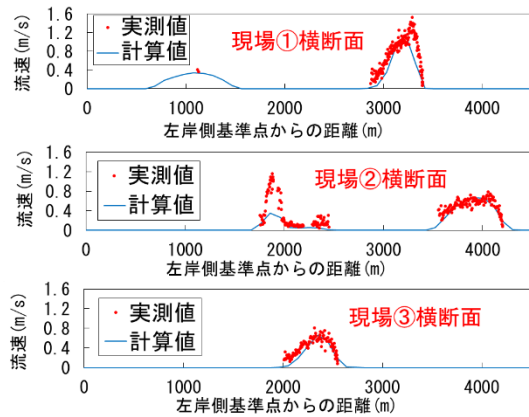 流速(m/s)
1.6
1.2
0.8
0.4
0
実測値
計算値
現場①横断面
0 1000 2000 3000 4000
左岸側基準点からの距離(m)
流速(m/s)
1.6
1.2
0.8
0.4
0
実測値
計算値
現場②横断面
0 1000 2000 3000 4000
左岸側基準点からの距離(m)
流速(m/s)
1.6
1.2
0.8
0.4
0
実測値
計算値
現場③横断面
0 1000 2000 3000 4000
左岸側基準点からの距離(m)